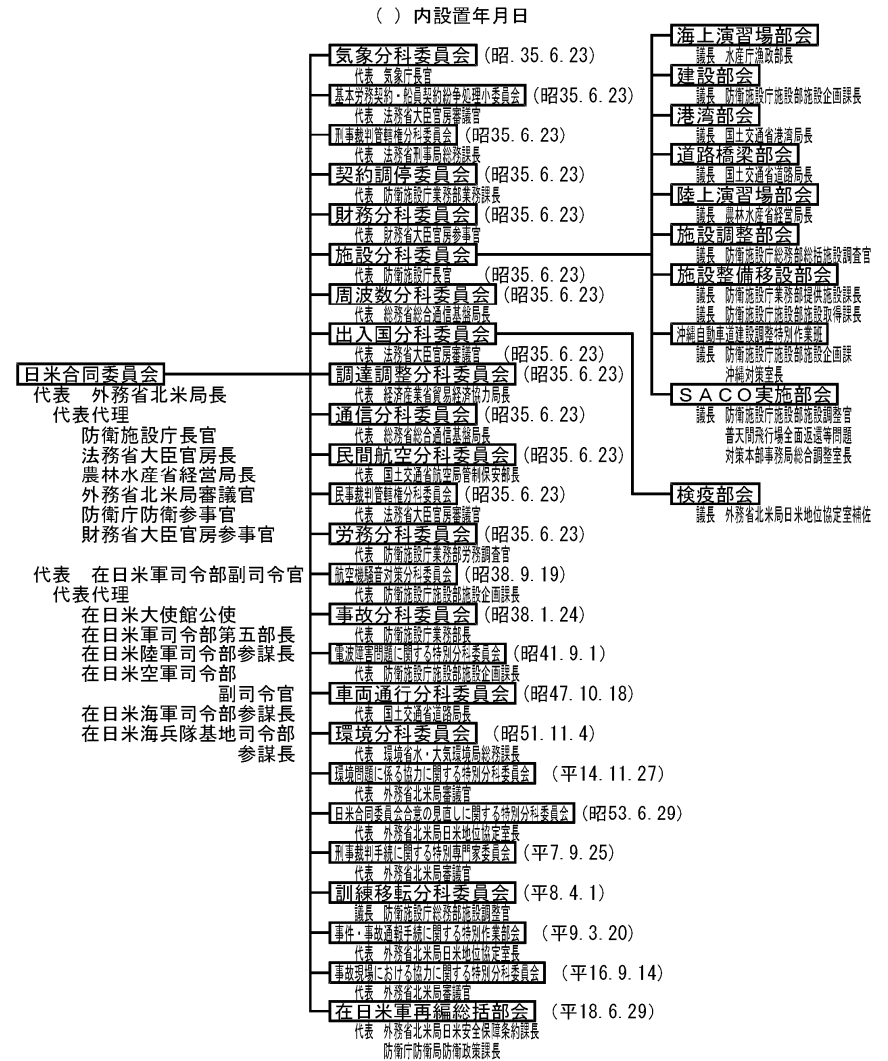 ( ) 内設置年月日
日米合同委員会
代表 外務省北米局長
代表代理
防衛施設庁長官
法務省大臣官房長
農林水産省経営局長
外務省北米局審議官
防衛庁防衛参事官
財務省大臣官房参事官
代表 在日米軍司令部副司令官
代表代理
在日米大使館公使
在日米軍司令部第五部長
在日米陸軍司令部参謀長
在日米空軍司令部
副司令官
在日米海軍司令部参謀長
在日米海兵隊基地司令部
参謀長
気象分科委員会 (昭.35.6.23)
代表 気象庁長官
基本労務契約・船員契約紛争処理小委員会 (昭35.6.23)
代表 法務省大臣官房審議官
刑事裁判管轄権分科委員会 (昭35.6.23)
代表 法務省刑事局総務課長
契約調停委員会 (昭35.6.23)
代表 防衛施設庁業務部業務課長
財務分科委員会 (昭35.6.23)
代表 財務省大臣官房参事官
施設分科委員会
代表 防衛施設庁長官 (昭35.6.23)
周波数分科委員会 (昭35.6.23)
代表 総務省総合通信基盤局長
出入国分科委員会
代表 法務省大臣官房審議官 (昭35.6.23)
調達調整分科委員会 (昭35.6.23)
代表 経済産業省貿易経済協力局長
通信分科委員会 (昭35.6.23)
代表 総務省総合通信基盤局長
民間航空分科委員会 (昭35.6.23)
代表 国土交通省航空局管制保安部長
民事裁判管轄権分科委員会 (昭35.6.23)
代表 法務省大臣官房審議官
労務分科委員会 (昭35.6.23)
代表 防衛施設庁業務部労務調査官
航空機騒音対策分科委員会 (昭38.9.19)
代表 防衛施設庁施設部施設企画課長
事故分科委員会 (昭38.1.24)
代表 防衛施設庁業務部長
電波障害問題に関する特別分科委員会 (昭41.9.1)
代表 防衛施設庁施設部施設企画課長
車両通行分科委員会 (昭47.10.18)
代表 国土交通省道路局長
環境分科委員会 (昭51.11.4)
代表 環境省水・大気環境局総務課長
環境問題に係る協力に関する特別分科委員会 (平14.11.27)
代表 外務省北米局審議官
日米合同委員会合意の見直しに関する特別分科委員会 (昭53.6.29)
代表 外務省北米局日米地位協定室長
刑事裁判手続に関する特別専門家委員会 (平7.9.25)
代表 外務省北米局審議官
訓練移転分科委員会 (平8.4.1)
議長 防衛施設庁総務部施設調整官
事件・事故通報手続に関する特別作業部会 (平9.3.20)
代表 外務省北米局日米地位協定室長
事故現場における協力に関する特別分科委員会 (平16.9.14)
代表 外務省北米局審議官
在日米軍再編総括部会 (平18.6.29)
代表 外務省北米局日米安全保障条約課長
防衛庁防衛局防衛政策課長
海上演習場部会
議長 水産庁漁政部長
建設部会
議長 防衛施設庁施設部施設企画課長
港湾部会
議長 国土交通省港湾局長
道路橋梁部会
議長 国土交通省道路局長
陸上演習場部会
議長 農林水産省経営局長
施設調整部会
議長 防衛施設庁総務部総括施設調査官
施設整備移設部会
議長 防衛施設庁業務部提供施設課長
議長 防衛施設庁施設部施設取得課長
沖縄自動車道建設調整特別作業班
議長 防衛施設庁施設部施設企画課
沖縄対策室長
SACO実施部会
議長 防衛施設庁施設部施設調整官
普天間飛行場全面返還等問題
対策本部事務局総合調整室長
検疫部会
議長 外務省北米局日米地位協定室補佐